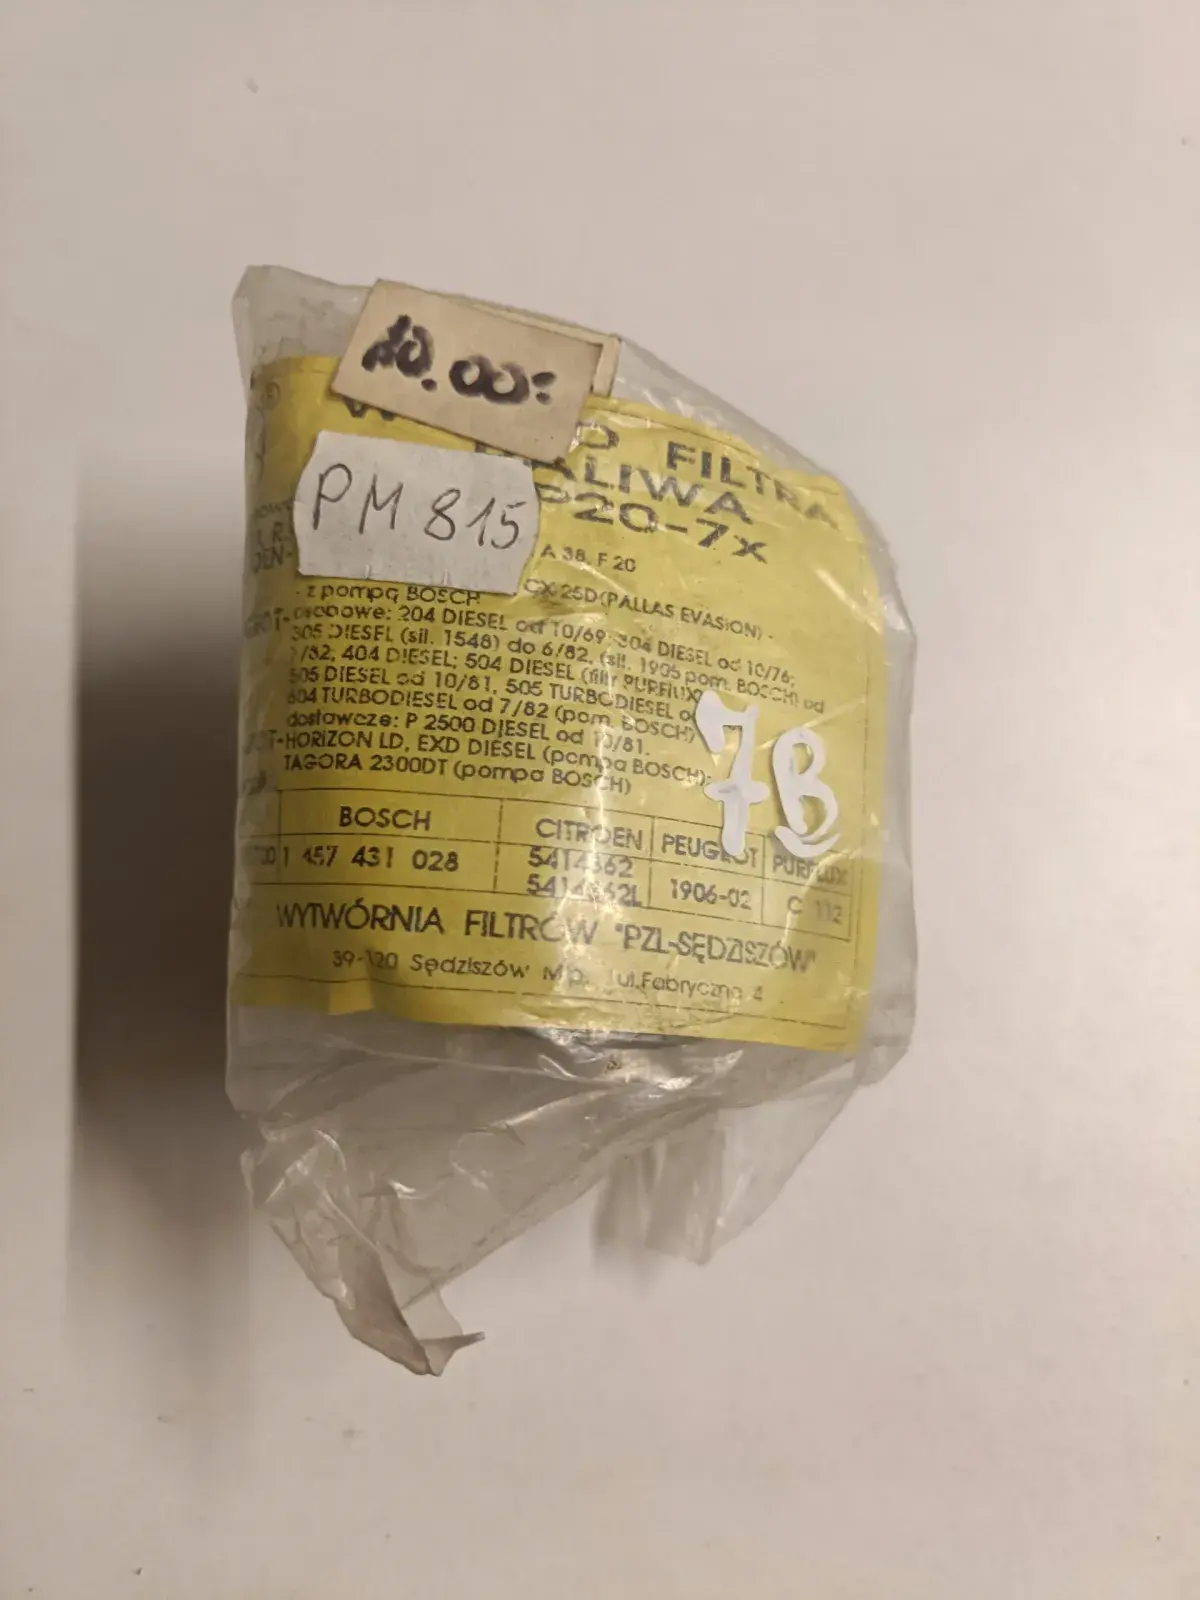 10.00:
FILTRA
PALIWA
P20-7x
PM 815
A 38, F 20
z pompą BOSCH CX 25D (PALLAS EVASION) -
osobowe: 204 DIESEL od 10/69, 304 DIESEL od 10/76;
305 DIESEL (sil. 1548) do 6/82, (sil. 1905 pom. BOSCH) od
7/82, 404 DIESEL; 504 DIESEL (filtr PURFLUX)
505 DIESEL od 10/81, 505 TURBODIESEL
604 TURBODIESEL od 7/82 (pom. BOSCH)
dostawcze: P 2500 DIESEL od 10/81.
HORIZON LD, EXD DIESEL (pompa BOSCH);
TAGORA 2300DT (pompa BOSCH)
7B
BOSCH CITROEN PEUGEOT PURFLUX
1 457 431 028 5414362 1906-02 C 112
5414362L
WYTWÓRNIA FILTRÓW "PZL-SĘDZISZÓW"
39-120 Sędziszów Młp. ul. Fabryczna 4